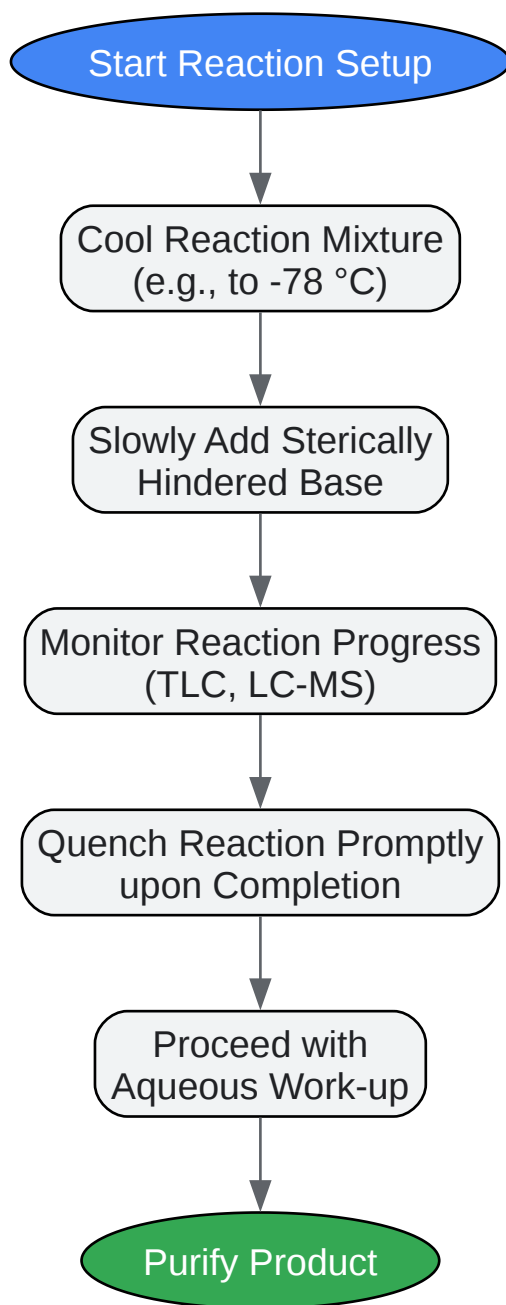 Start Reaction Setup
Cool Reaction Mixture
(e.g., to -78 °C)
Slowly Add Sterically
Hindered Base
Monitor Reaction Progress
(TLC, LC-MS)
Quench Reaction Promptly
upon Completion
Proceed with
Aqueous Work-up
Purify Product